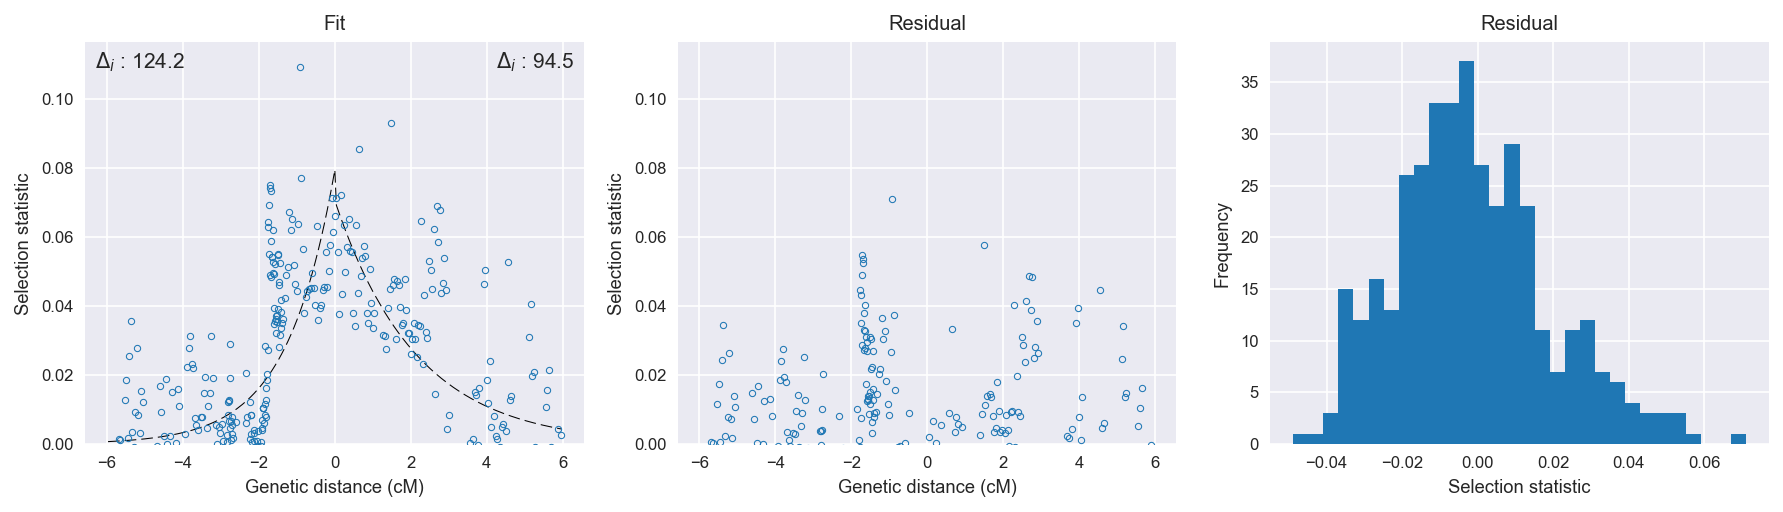 Fit
Δi : 124.2
Δi : 94.5
Selection statistic
0.10
0.08
0.06
0.04
0.02
0.00
−6 −4 −2 0 2 4 6
Genetic distance (cM)
Residual
Selection statistic
0.10
0.08
0.06
0.04
0.02
0.00
−6 −4 −2 0 2 4 6
Genetic distance (cM)
Residual
Frequency
35
30
25
20
15
10
5
0
−0.04 −0.02 0.00 0.02 0.04 0.06
Selection statistic